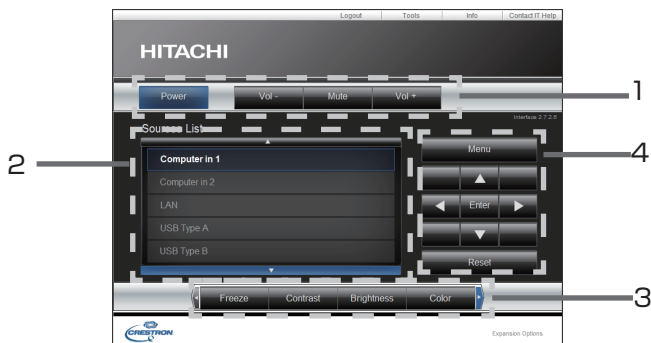 Logout Tools Info Contact IT Help
HITACHI
1
Power Vol - Mute Vol +
Interface 2.7.2.6
Sources List
2
Computer in 1
Computer in 2
LAN
USB Type A
USB Type B
4
Menu
Enter
Reset
3
Freeze Contrast Brightness Color
CRESTRON
Expansion Options